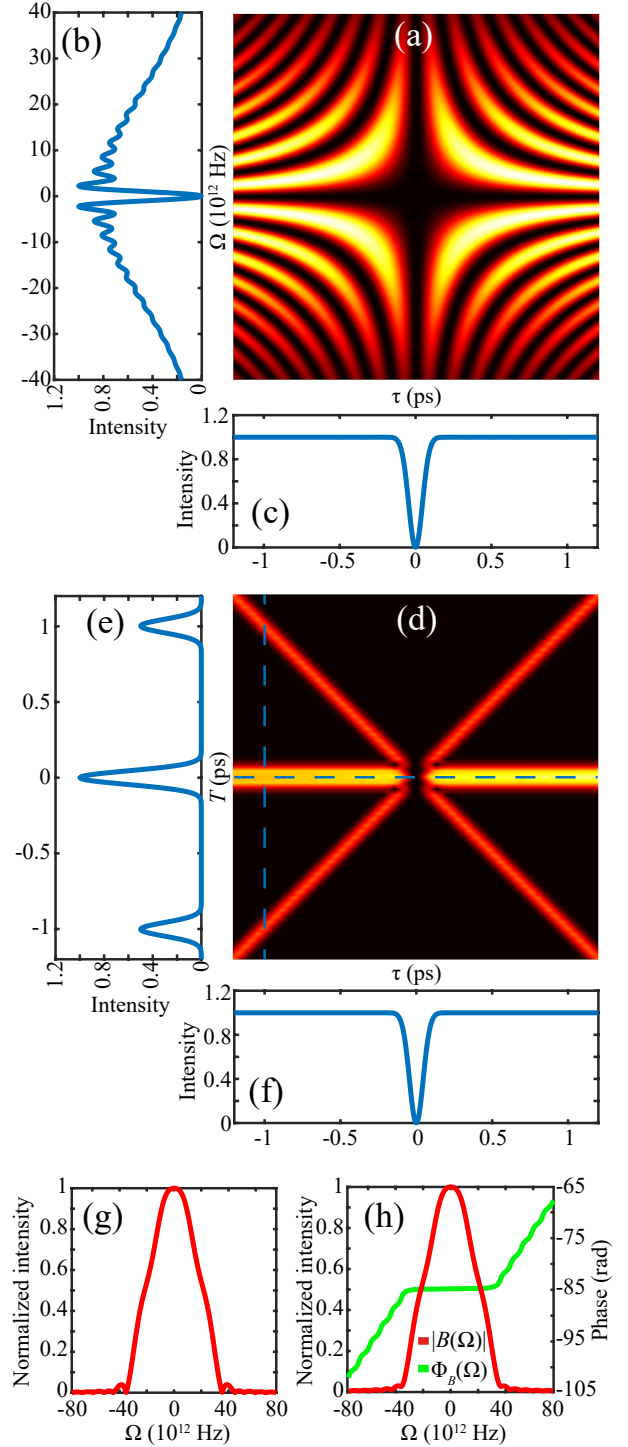 (b)
(a)
40
30
20
10
0
-10
-20
-30
-40
Ω (10¹² Hz)
1.2
0.8
0.4
0
Intensity
τ (ps)
1.2
0.8
0.4
0
Intensity
(c)
-1
-0.5
0
0.5
1
(e)
(d)
1
0.5
0
-0.5
-1
T (ps)
1.2
0.8
0.4
0
Intensity
τ (ps)
1.2
0.8
0.4
0
Intensity
(f)
-1
-0.5
0
0.5
1
(g)
1
0.8
0.6
0.4
0.2
0
Normalized intensity
-80
-40
0
40
80
Ω (10¹² Hz)
(h)
1
0.8
0.6
0.4
0.2
0
Normalized intensity
-65
-75
-85
-95
-105
Phase (rad)
|B(Ω)|
Φ_B(Ω)
-80
-40
0
40
80
Ω (10¹² Hz)